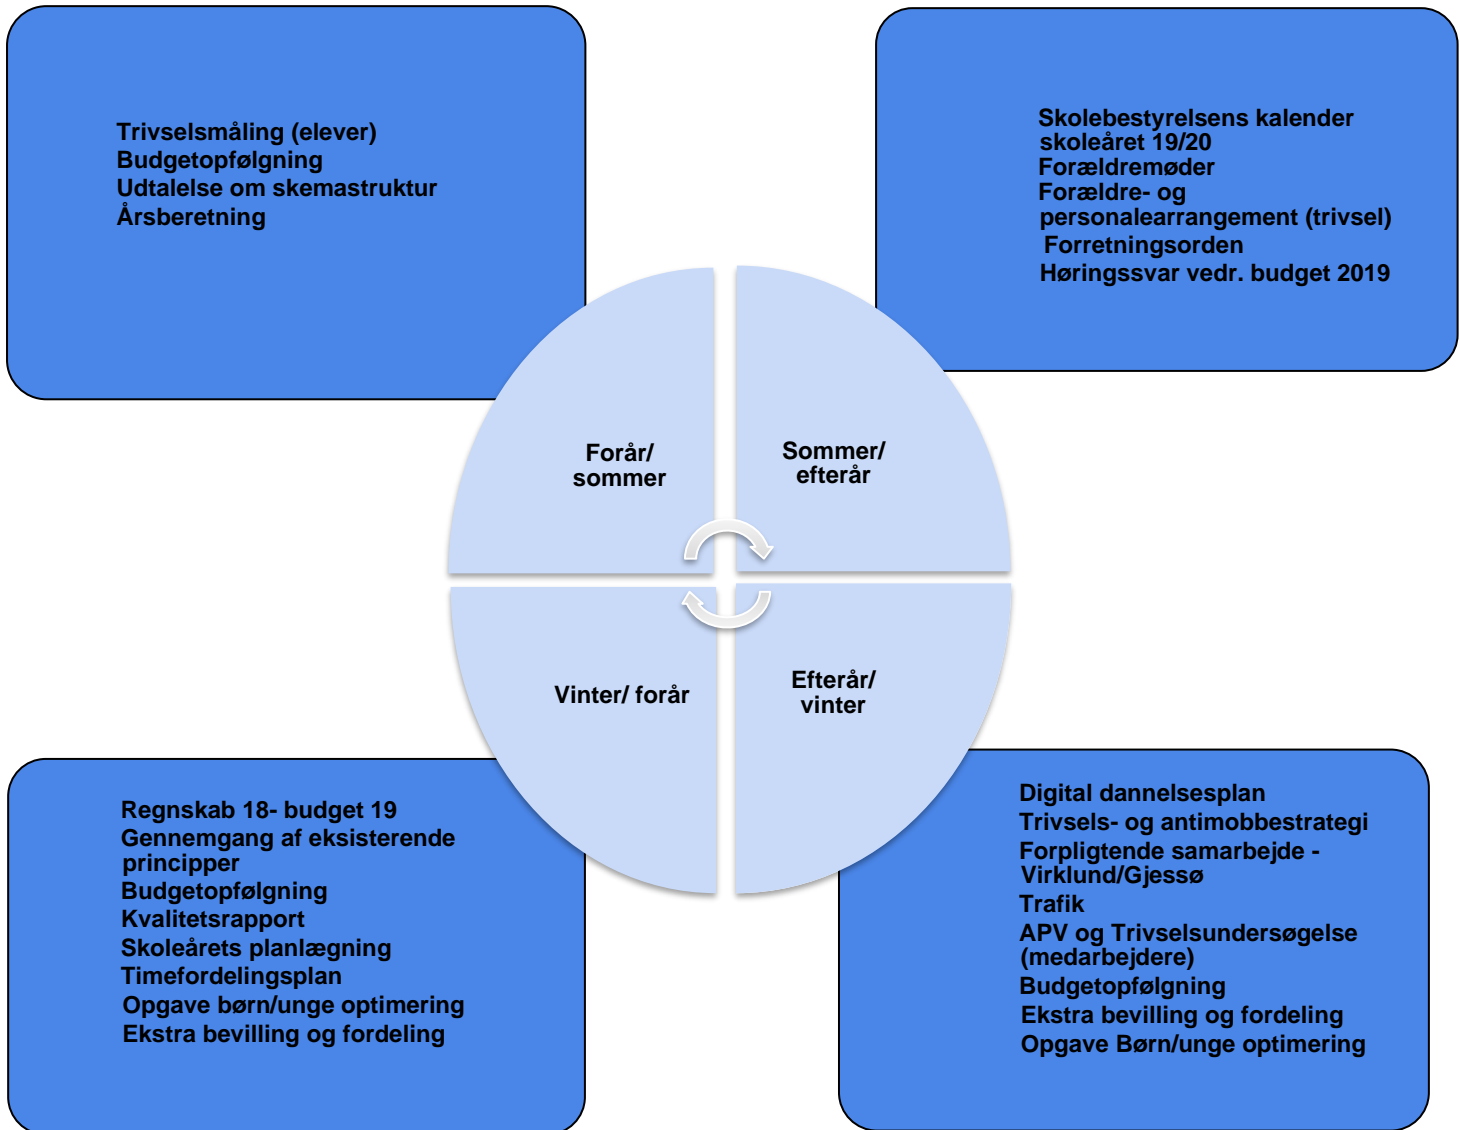 Trivselsmåling (elever)
Budgetopfølgning
Udtalelse om skemastruktur
Årsberetning
Skolebestyrelsens kalender
skoleåret 19/20
Forældremøder
Forældre- og
personalearrangement (trivsel)
Forretningsorden
Høringssvar vedr. budget 2019
Forår/
sommer
Sommer/
efterår
Vinter/ forår
Efterår/
vinter
Regnskab 18- budget 19
Gennemgang af eksisterende
principper
Budgetopfølgning
Kvalitetsrapport
Skoleårets planlægning
Timefordelingsplan
Opgave børn/unge optimering
Ekstra bevilling og fordeling
Digital dannelsesplan
Trivsels- og antimobbestrategi
Forpligtende samarbejde -
Virklund/Gjessø
Trafik
APV og Trivselsundersøgelse
(medarbejdere)
Budgetopfølgning
Ekstra bevilling og fordeling
Opgave Børn/unge optimering